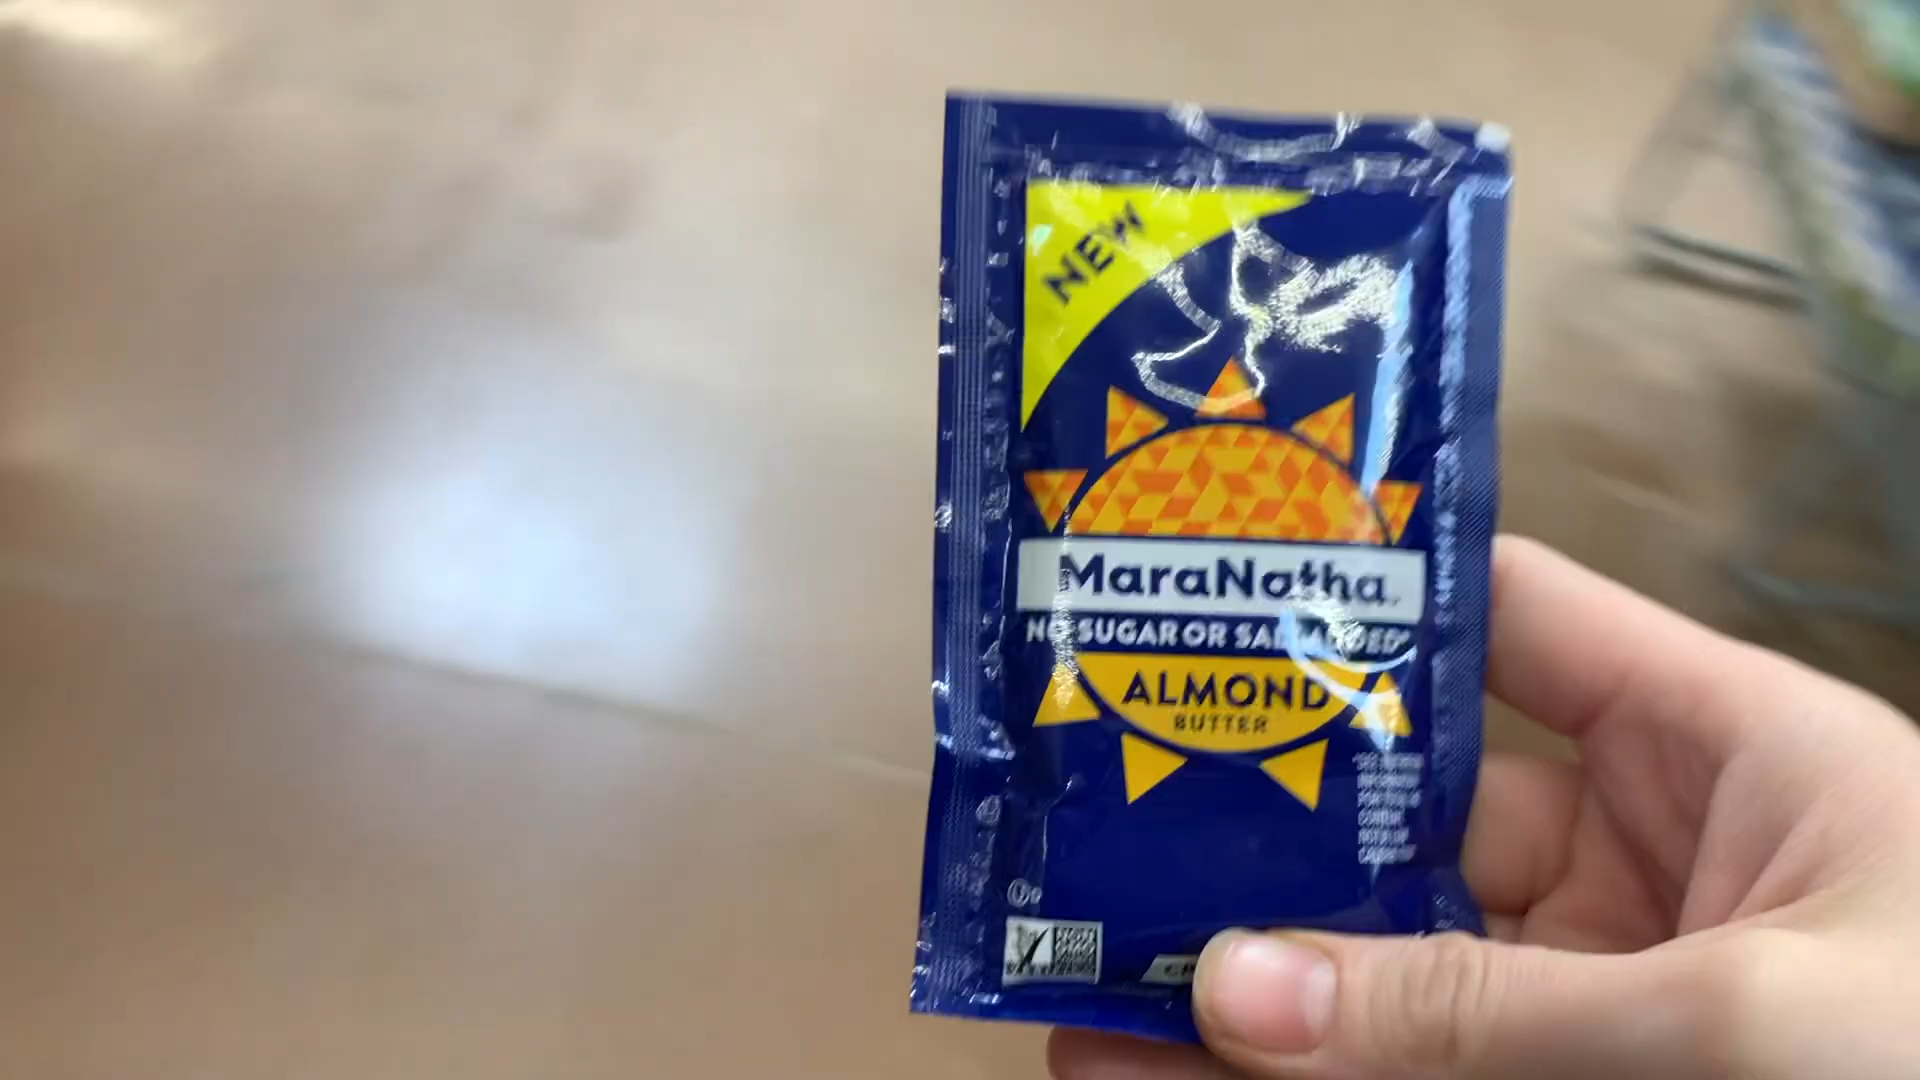 NEW
MaraNatha
NO SUGAR OR SALT ADDED*
ALMOND
BUTTER